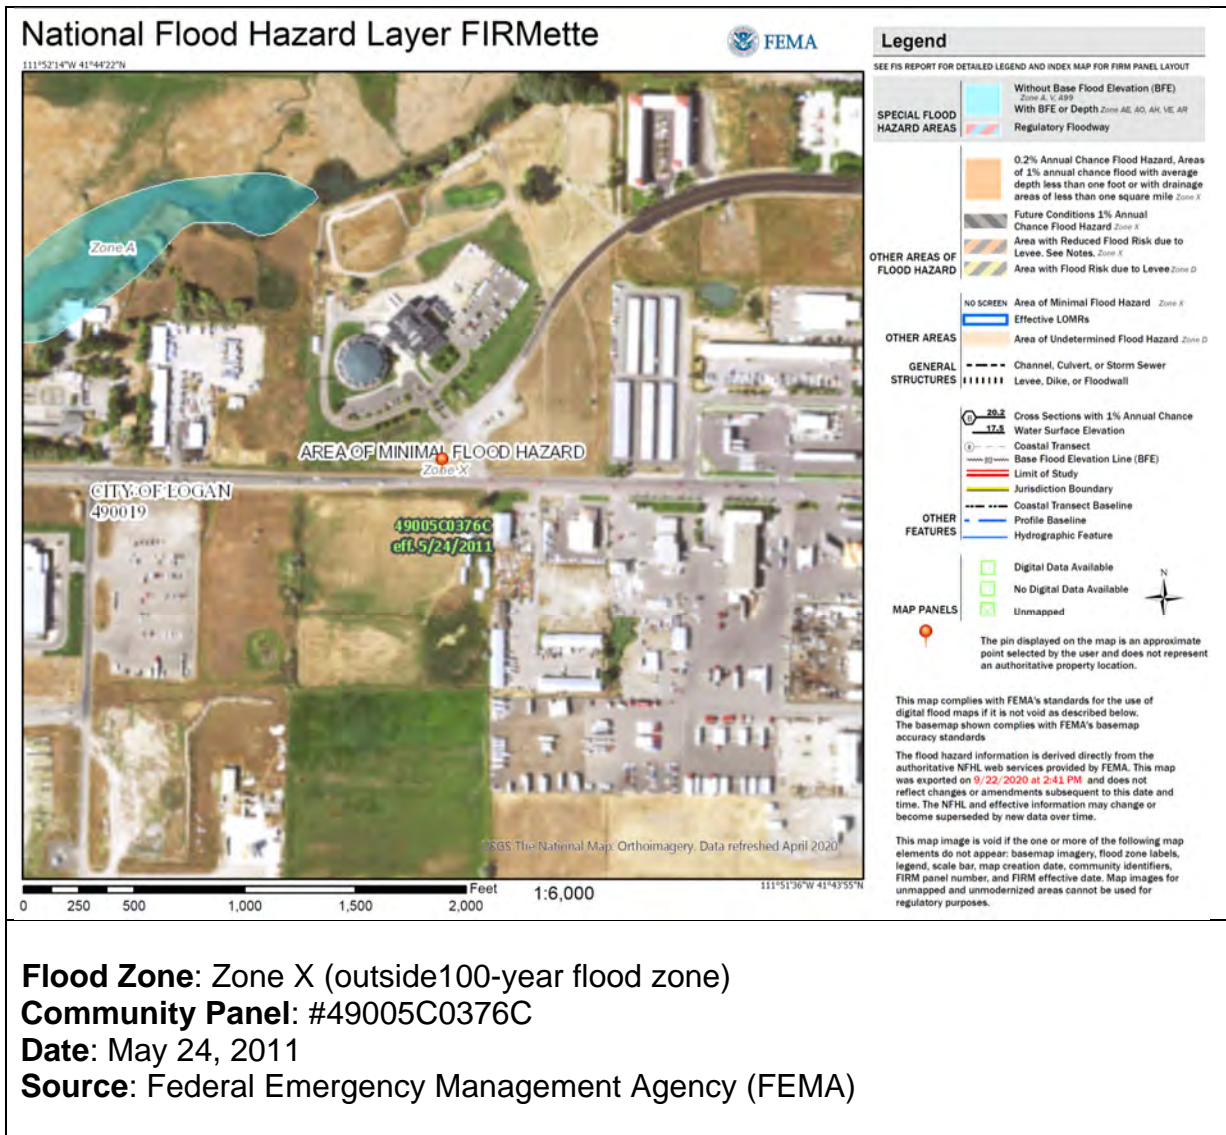 National Flood Hazard Layer FIRMette
FEMA
111°52'14"W 41°44'22"N
Zone A
AREA OF MINIMAL FLOOD HAZARD
Zone X
CITY OF LOGAN
490019
49005C0376C
eff. 5/24/2011
USGS The National Map: Orthoimagery. Data refreshed April 2020
Feet
1:6,000
111°51'36"W 41°43'55"N
0 250 500 1,000 1,500 2,000
Legend
SEE FIS REPORT FOR DETAILED LEGEND AND INDEX MAP FOR FIRM PANEL LAYOUT
SPECIAL FLOOD
HAZARD AREAS
Without Base Flood Elevation (BFE)
Zone A, V, A99
With BFE or Depth Zone AE, AO, AH, VE, AR
Regulatory Floodway
OTHER AREAS OF
FLOOD HAZARD
0.2% Annual Chance Flood Hazard, Areas
of 1% annual chance flood with average
depth less than one foot or with drainage
areas of less than one square mile Zone X
Future Conditions 1% Annual
Chance Flood Hazard Zone X
Area with Reduced Flood Risk due to
Levee. See Notes. Zone X
Area with Flood Risk due to Levee Zone D
OTHER AREAS
NO SCREEN Area of Minimal Flood Hazard Zone X
Effective LOMRs
Area of Undetermined Flood Hazard Zone D
GENERAL
STRUCTURES
Channel, Culvert, or Storm Sewer
Levee, Dike, or Floodwall
OTHER
FEATURES
20.2 Cross Sections with 1% Annual Chance
17.5 Water Surface Elevation
Coastal Transect
Base Flood Elevation Line (BFE)
Limit of Study
Jurisdiction Boundary
Coastal Transect Baseline
Profile Baseline
Hydrographic Feature
MAP PANELS
Digital Data Available
No Digital Data Available
Unmapped
N
The pin displayed on the map is an approximate
point selected by the user and does not represent
an authoritative property location.
This map complies with FEMA's standards for the use of
digital flood maps if it is not void as described below.
The basemap shown complies with FEMA's basemap
accuracy standards
The flood hazard information is derived directly from the
authoritative NFHL web services provided by FEMA. This map
was exported on 9/22/2020 at 2:41 PM and does not
reflect changes or amendments subsequent to this date and
time. The NFHL and effective information may change or
become superseded by new data over time.
This map image is void if the one or more of the following map
elements do not appear: basemap imagery, flood zone labels,
legend, scale bar, map creation date, community identifiers,
FIRM panel number, and FIRM effective date. Map images for
unmapped and unmodernized areas cannot be used for
regulatory purposes.
Flood Zone: Zone X (outside100-year flood zone)
Community Panel: #49005C0376C
Date: May 24, 2011
Source: Federal Emergency Management Agency (FEMA)